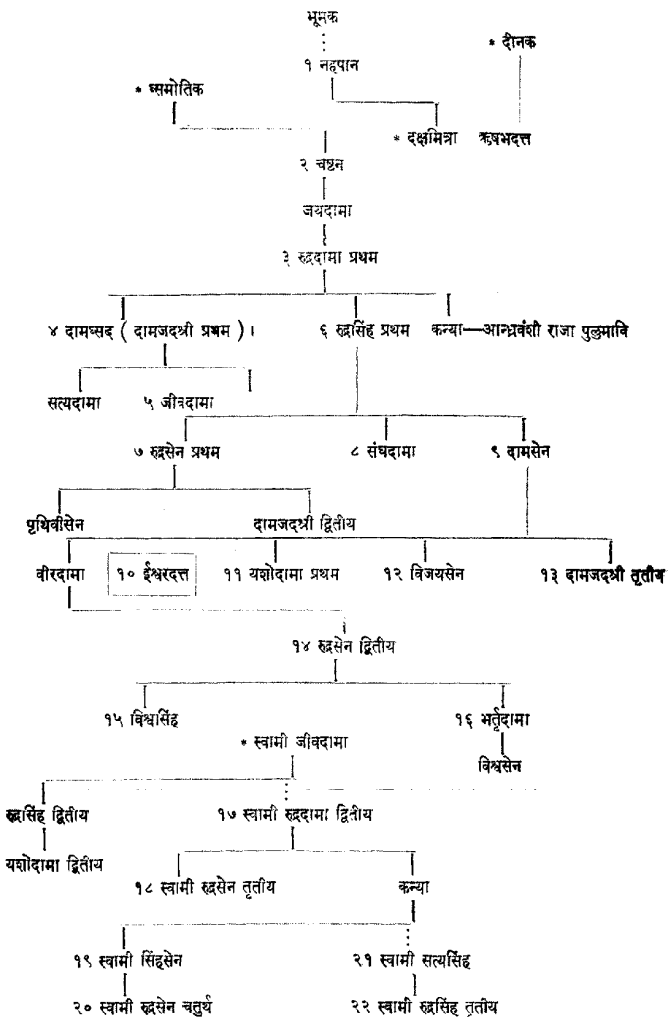 भूमक
* दीनक
१ नहपान
* घ्समोतिक
* दक्षमित्रा ऋषभदत्त
२ चष्टन
जयदामा
३ रुद्रदामा प्रथम
४ दामघ्सद ( दामजदश्री प्रथम ) । ६ रुद्रसिंह प्रथम कन्या—आन्ध्रवंशी राजा पुलुमावि
सत्यदामा ५ जीवदामा
७ रुद्रसेन प्रथम ८ संघदामा ९ दामसेन
पृथिवीसेन दामजदश्री द्वितीय
वीरदामा १० ईश्वरदत्त ११ यशोदामा प्रथम १२ विजयसेन १३ दामजदश्री तृतीय
१४ रुद्रसेन द्वितीय
१५ विश्वसिंह १६ भर्तृदामा
* स्वामी जीवदामा
विश्वसेन
रुद्रसिंह द्वितीय १७ स्वामी रुद्रदामा द्वितीय
यशोदामा द्वितीय
१८ स्वामी रुद्रसेन तृतीय कन्या
१९ स्वामी सिंहसेन २१ स्वामी सत्यसिंह
२० स्वामी रुद्रसेन चतुर्थ २२ स्वामी रुद्रसिंह तृतीय